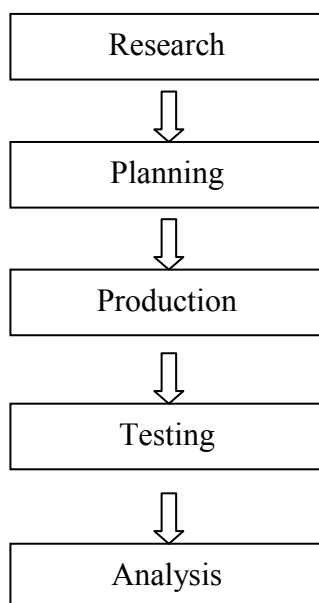 Research
Planning
Production
Testing
Analysis